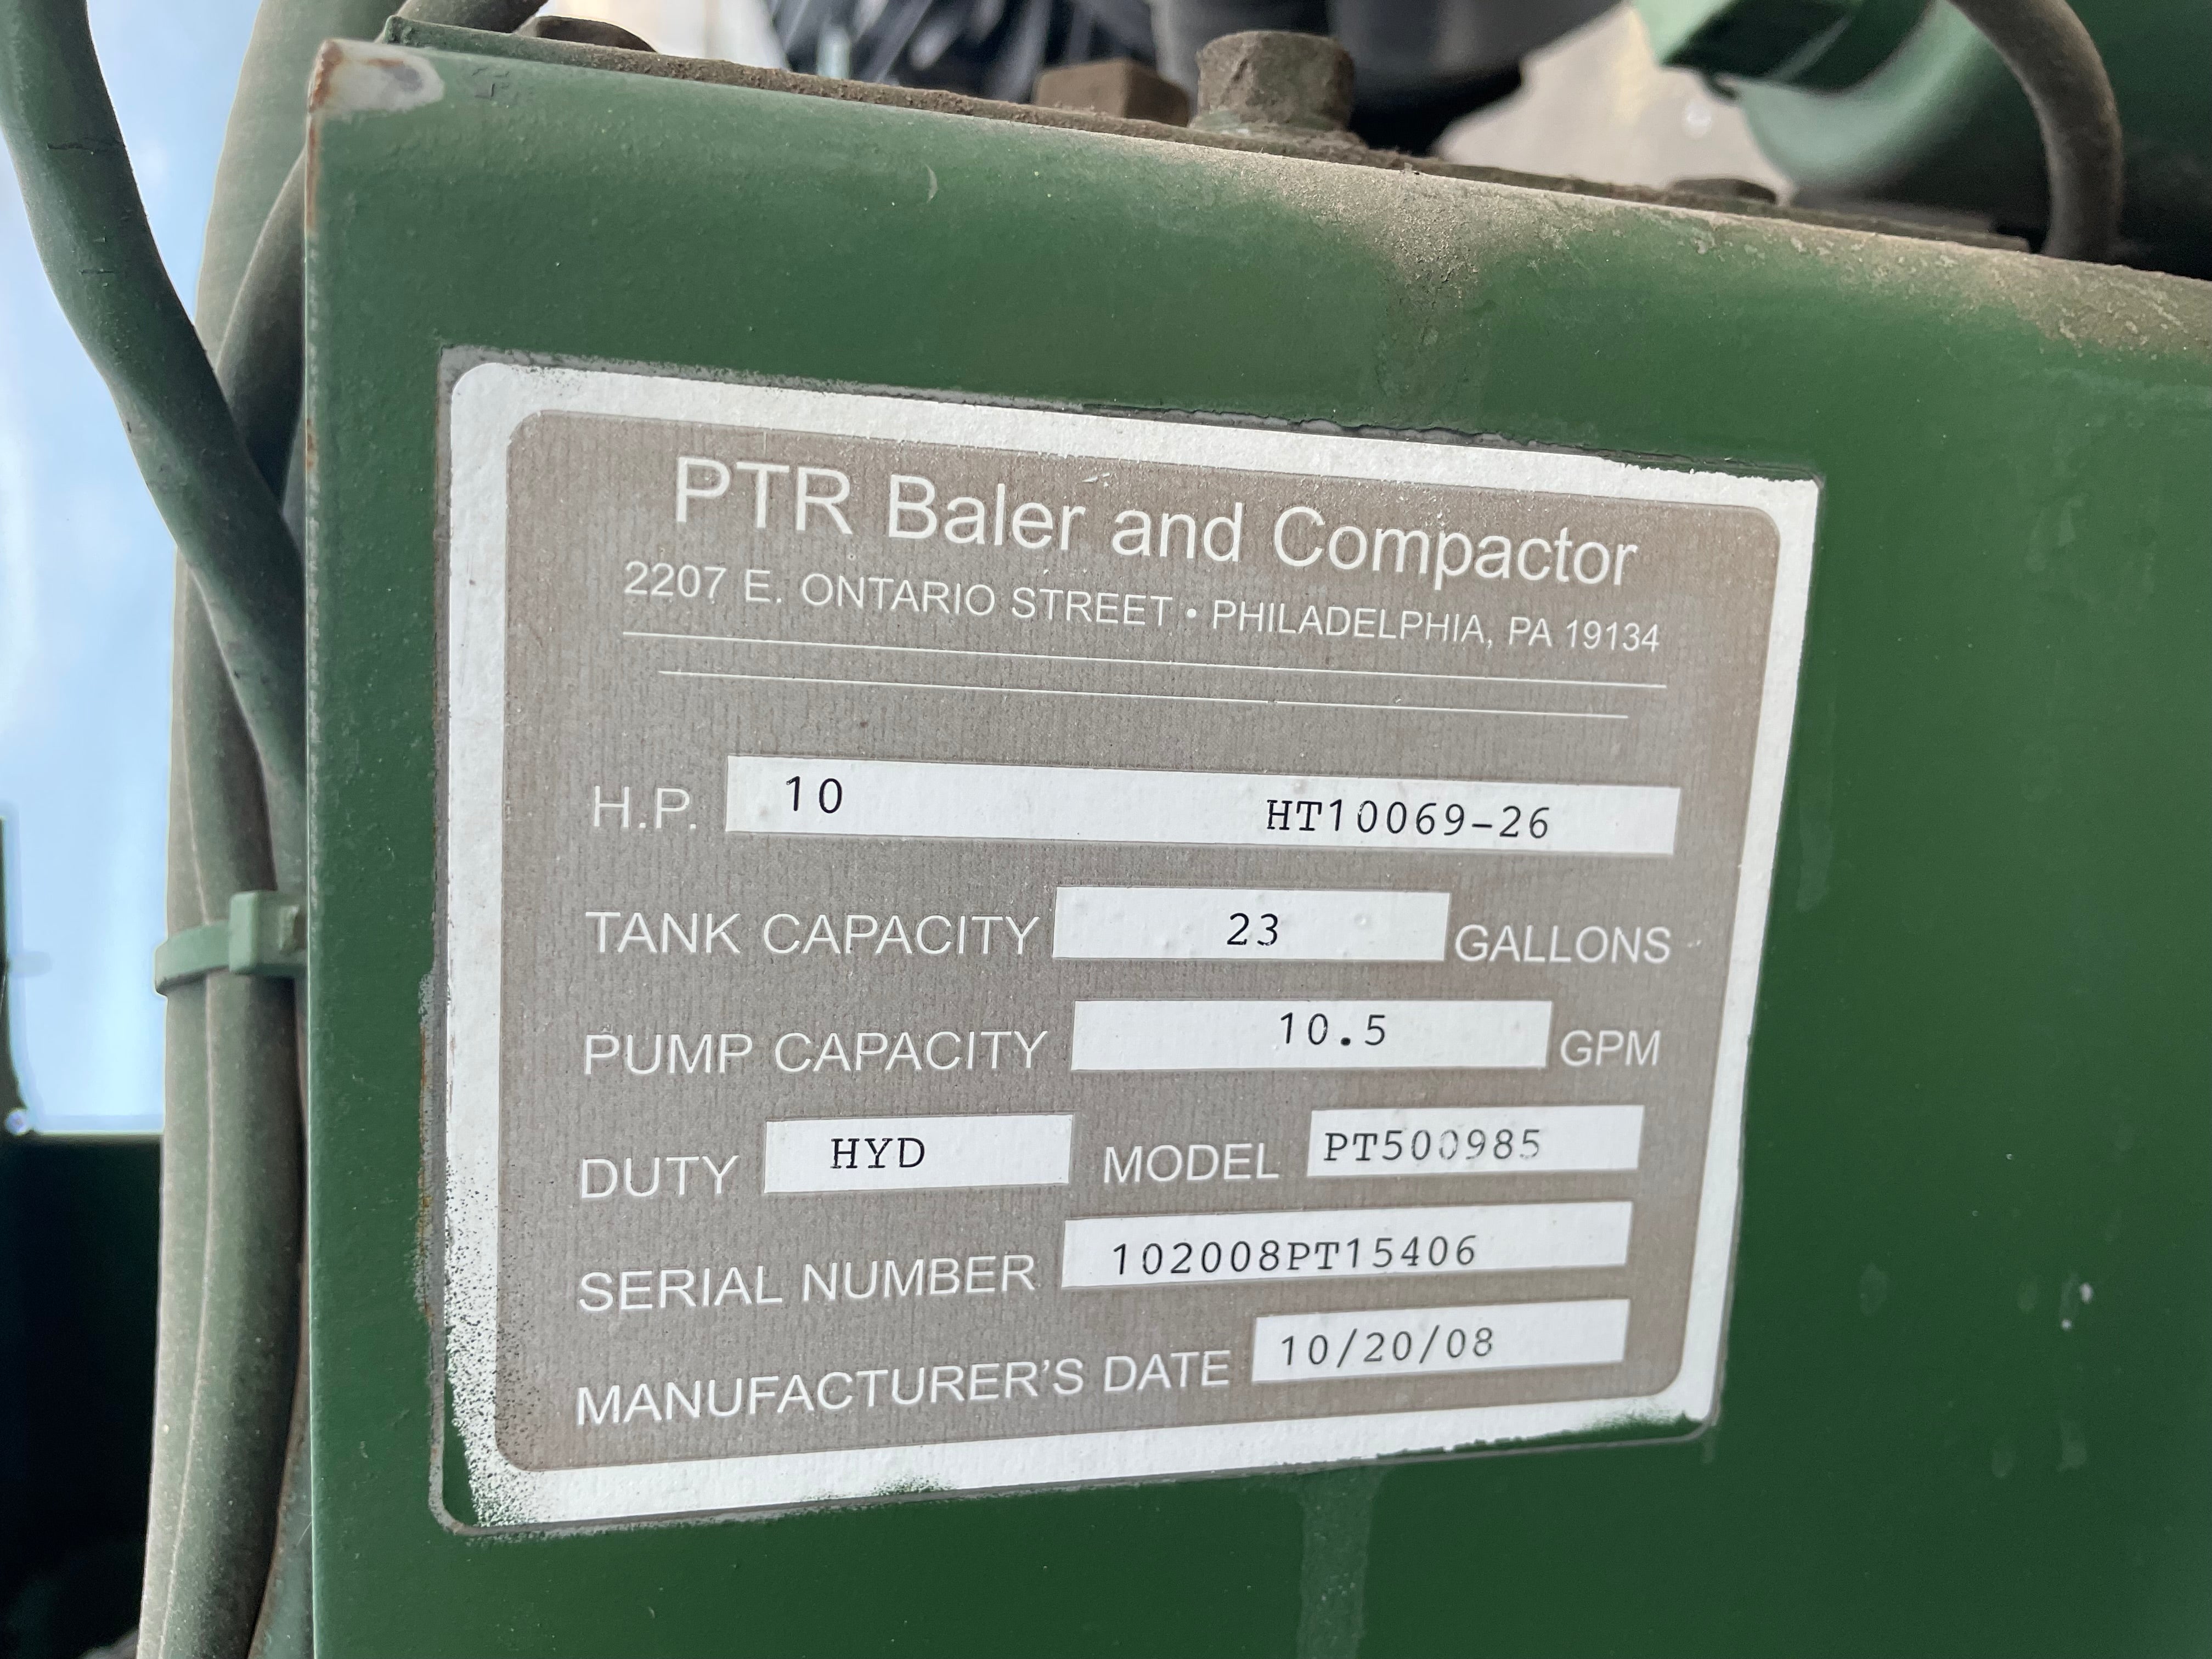 PTR Baler and Compactor
2207 E. ONTARIO STREET • PHILADELPHIA, PA 19134
H.P. 10 HT10069-26
TANK CAPACITY 23 GALLONS
PUMP CAPACITY 10.5 GPM
DUTY HYD MODEL PT500985
SERIAL NUMBER 102008PT15406
MANUFACTURER'S DATE 10/20/08